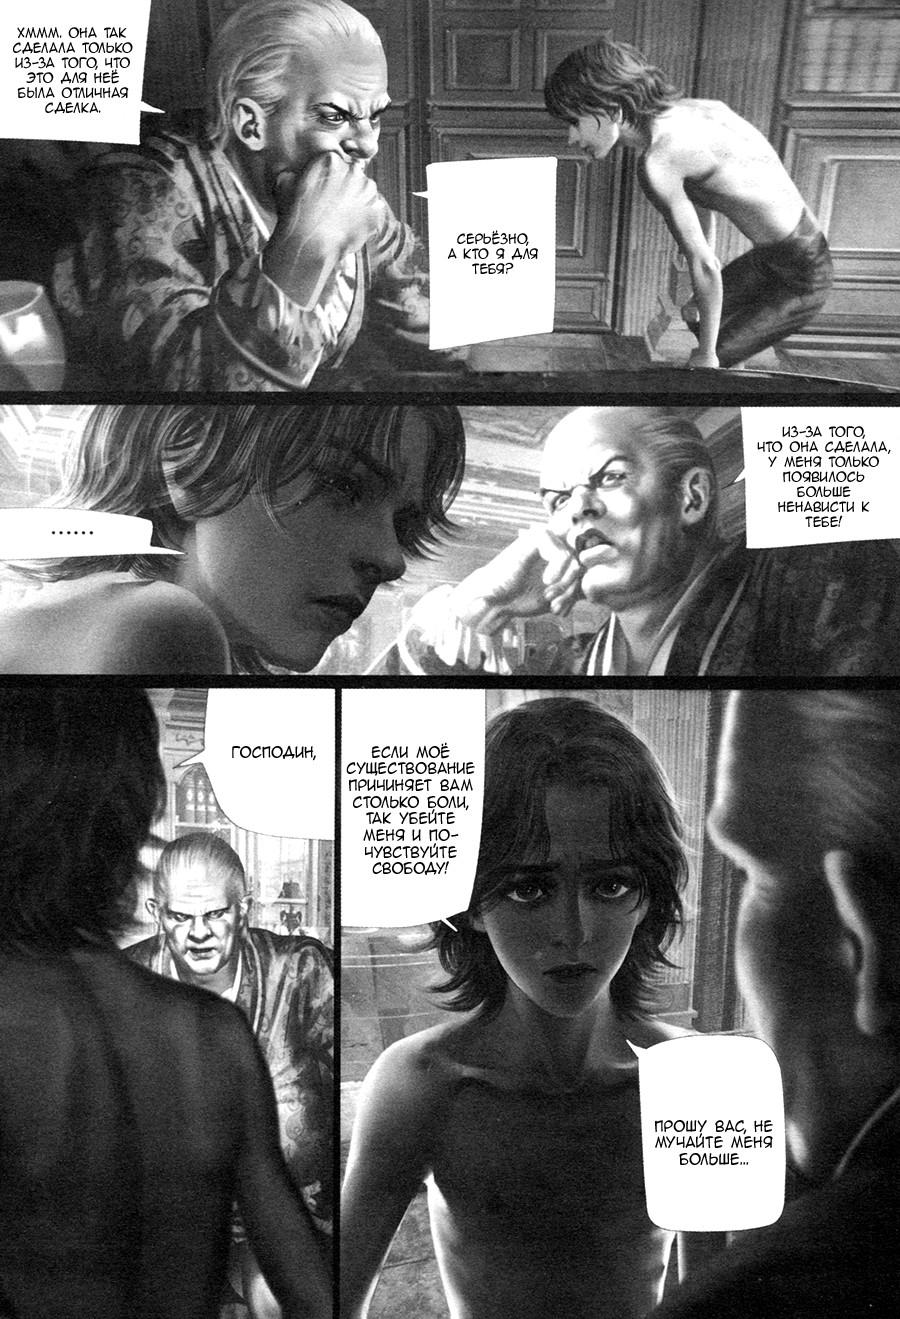 ХМММ. ОНА ТАК
СДЕЛАЛА ТОЛЬКО
ИЗ-ЗА ТОГО, ЧТО
ЭТО ДЛЯ НЕЁ
БЫЛА ОТЛИЧНАЯ
СДЕЛКА.
СЕРЬЁЗНО,
А КТО Я ДЛЯ
ТЕБЯ?
ИЗ-ЗА ТОГО,
ЧТО ОНА СДЕЛАЛА,
У МЕНЯ ТОЛЬКО
ПОЯВИЛОСЬ
БОЛЬШЕ
НЕНАВИСТИ К
ТЕБЕ!
......
ГОСПОДИН,
ЕСЛИ МОЁ
СУЩЕСТВОВАНИЕ
ПРИЧИНЯЕТ ВАМ
СТОЛЬКО БОЛИ,
ТАК УБЕЙТЕ
МЕНЯ И ПО-
ЧУВСТВУЙТЕ
СВОБОДУ!
ПРОШУ ВАС, НЕ
МУЧАЙТЕ МЕНЯ
БОЛЬШЕ...